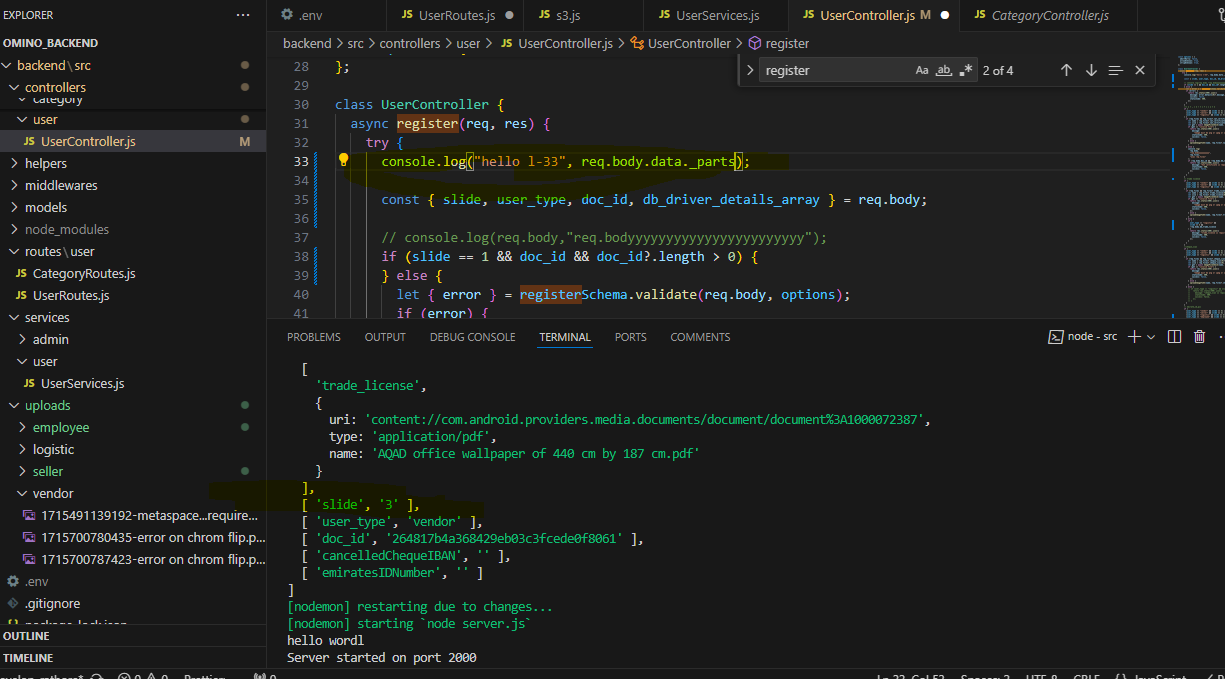 EXPLORER
...
.env
JS UserRoutes.js
JS s3.js
JS UserServices.js
JS UserController.js M
JS CategoryController.js
OMINO_BACKEND
backend\src
controllers
category
user
JS UserController.js M
helpers
middlewares
models
node_modules
routes\user
JS CategoryRoutes.js
JS UserRoutes.js
services
admin
user
JS UserServices.js
uploads
employee
logistic
seller
vendor
1715491139192-metaspace...require...
1715700780435-error on chrom flip.p...
1715700787423-error on chrom flip.p...
.env
.gitignore
package-lock.json
OUTLINE
TIMELINE
backend > src > controllers > user > JS UserController.js > UserController > register
register
Aa ab .*
2 of 4
28 };
29
30 class UserController {
31 async register(req, res) {
32 try {
33 console.log("hello l-33", req.body.data._parts);
34
35 const { slide, user_type, doc_id, db_driver_details_array } = req.body;
36
37 // console.log(req.body,"req.bodyyyyyyyyyyyyyyyyyyyyyyy");
38 if (slide == 1 && doc_id && doc_id?.length > 0) {
39 } else {
40 let { error } = registerSchema.validate(req.body, options);
41 if (error) {
PROBLEMS OUTPUT DEBUG CONSOLE TERMINAL PORTS COMMENTS
node - src
[
'trade_license',
{
uri: 'content://com.android.providers.media.documents/document/document%3A1000072387',
type: 'application/pdf',
name: 'AQAD office wallpaper of 440 cm by 187 cm.pdf'
}
],
[ 'slide', '3' ],
[ 'user_type', 'vendor' ],
[ 'doc_id', '264817b4a368429eb03c3fcede0f8061' ],
[ 'cancelledChequeIBAN', '' ],
[ 'emiratesIDNumber', '' ]
]
[nodemon] restarting due to changes...
[nodemon] starting `node server.js`
hello wordl
Server started on port 2000